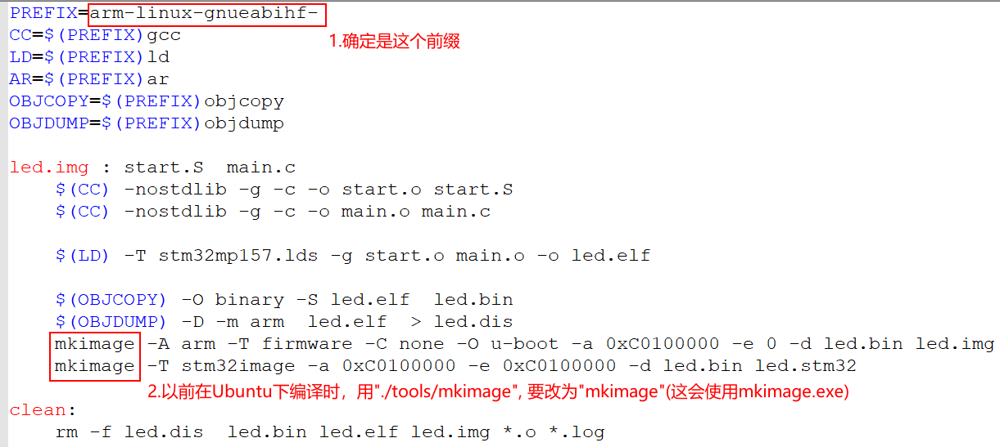 PREFIX=arm-linux-gnueabihf-
CC=$(PREFIX)gcc
1.确定是这个前缀
LD=$(PREFIX)ld
AR=$(PREFIX)ar
OBJCOPY=$(PREFIX)objcopy
OBJDUMP=$(PREFIX)objdump
led.img : start.S  main.c
$(CC) -nostdlib -g -c -o start.o start.S
$(CC) -nostdlib -g -c -o main.o main.c
$(LD) -T stm32mp157.lds -g start.o main.o -o led.elf
$(OBJCOPY) -O binary -S led.elf  led.bin
$(OBJDUMP) -D -m arm  led.elf  > led.dis
mkimage -A arm -T firmware -C none -O u-boot -a 0xC0100000 -e 0 -d led.bin led.img
mkimage -T stm32image -a 0xC0100000 -e 0xC0100000 -d led.bin led.stm32
2.以前在Ubuntu下编译时，用"./tools/mkimage", 要改为"mkimage"(这会使用mkimage.exe)
clean:
rm -f led.dis  led.bin led.elf led.img *.o *.log